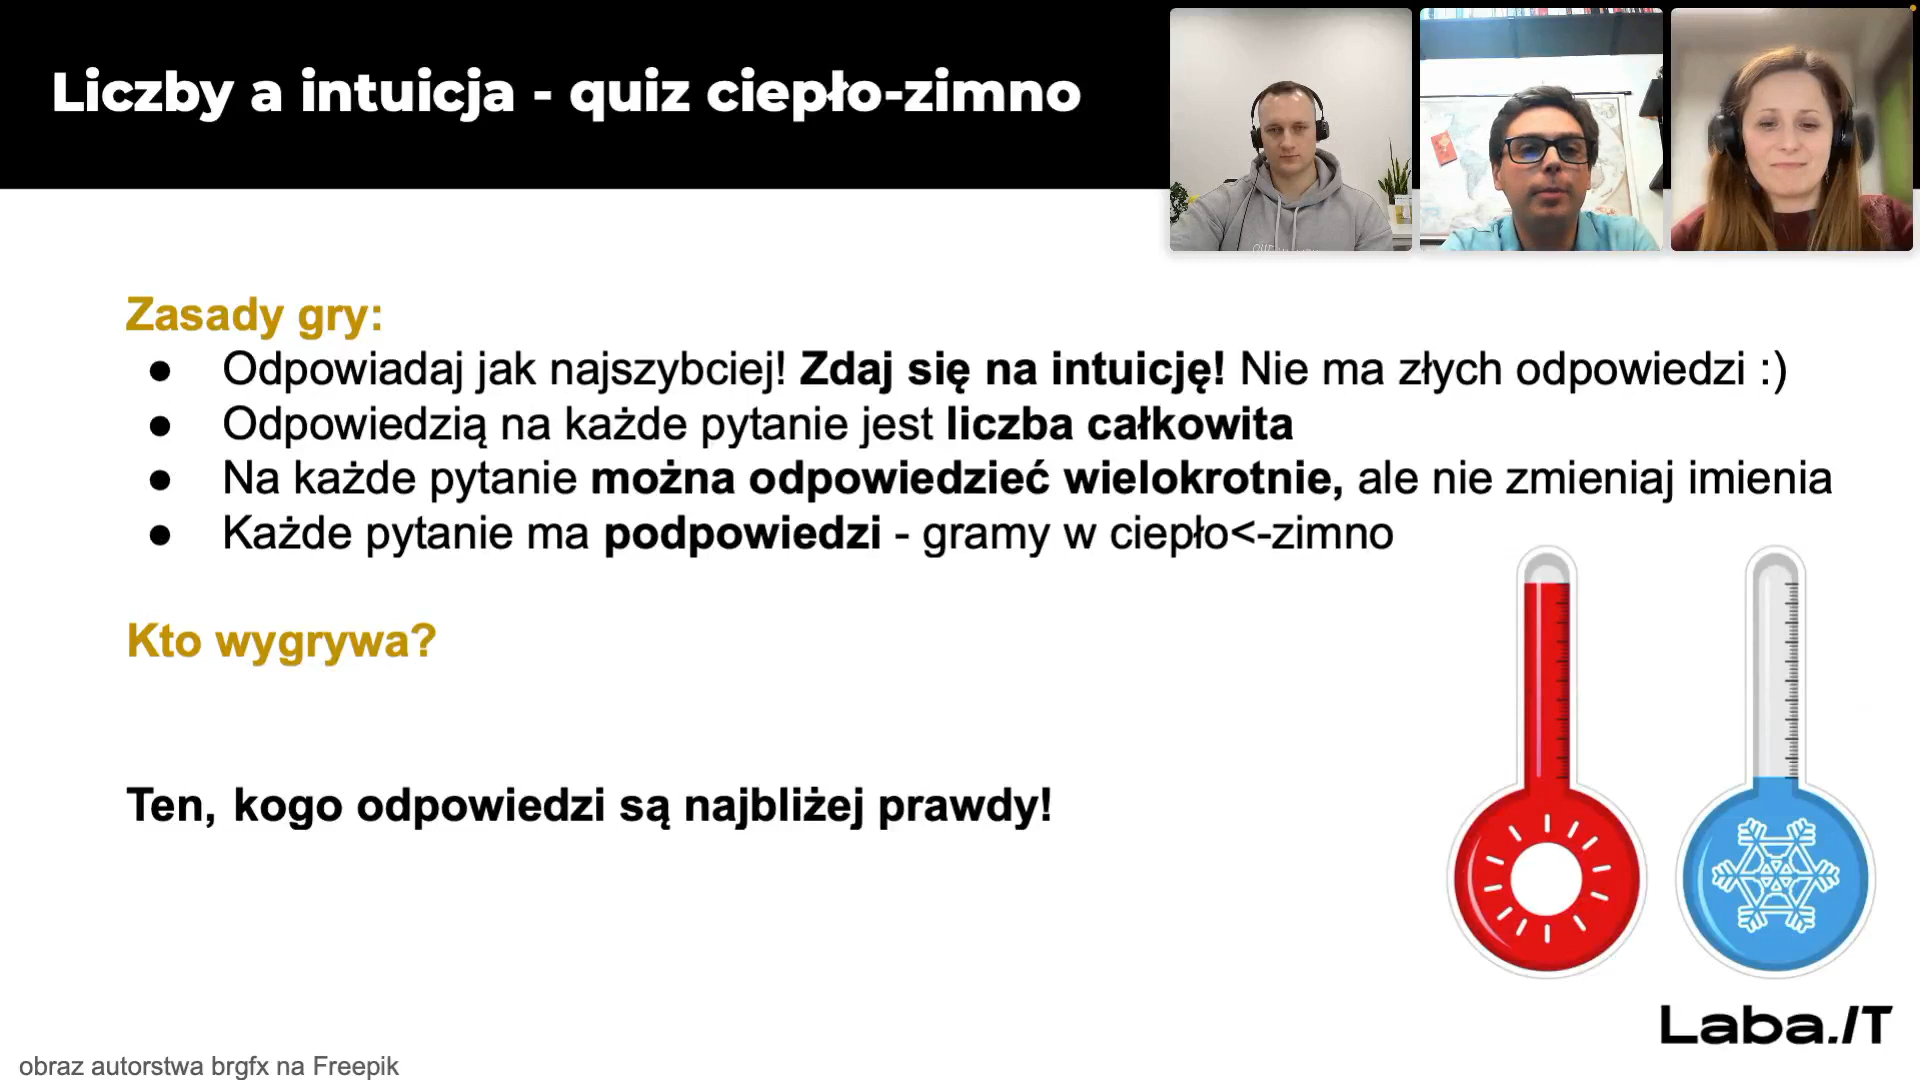 Liczby a intuicja - quiz ciepło-zimno
Zasady gry:
● Odpowiadaj jak najszybciej! Zdaj się na intuicję! Nie ma złych odpowiedzi :)
● Odpowiedzią na każde pytanie jest liczba całkowita
● Na każde pytanie można odpowiedzieć wielokrotnie, ale nie zmieniaj imienia
● Każde pytanie ma podpowiedzi - gramy w ciepło<-zimno
Kto wygrywa?
Ten, kogo odpowiedzi są najbliżej prawdy!
Laba.IT
obraz autorstwa brgfx na Freepik